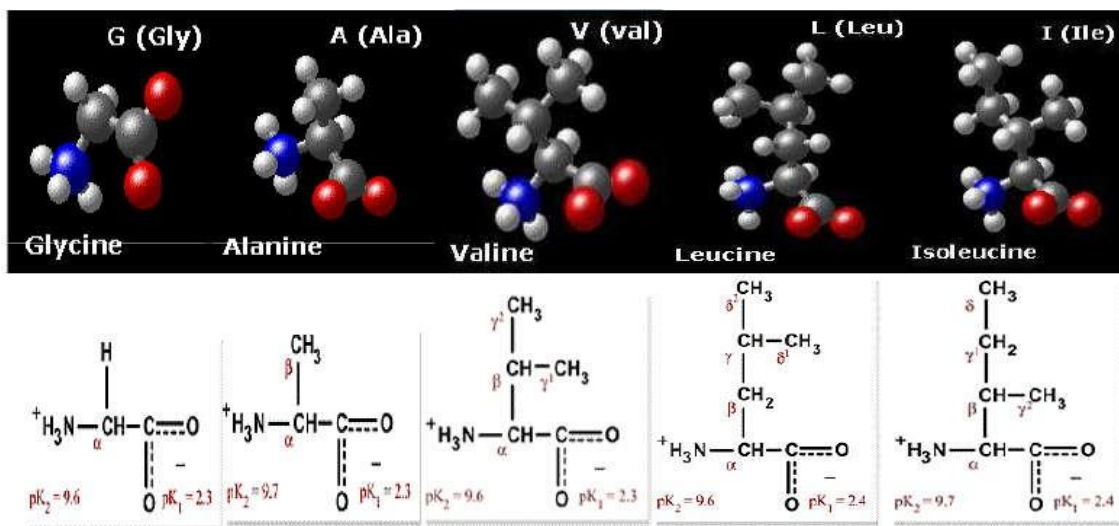 G (Gly)
A (Ala)
V (val)
L (Leu)
I (Ile)
Glycine
Alanine
Valine
Leucine
Isoleucine
H
+H₃N CH C O
α
−
O
pK₂ = 9.6 pK₁ = 2.3
CH₃
β
+H₃N CH C O
α
−
O
pK₂ = 9.7 pK₁ = 2.3
γ² CH₃
CH CH₃
β γ¹
+H₃N CH C O
α
−
O
pK₂ = 9.6 pK₁ = 2.3
δ² CH₃
CH CH₃
γ δ¹
β CH₂
+H₃N CH C O
α
−
O
pK₂ = 9.6 pK₁ = 2.4
δ CH₃
γ¹ CH₂
CH CH₃
β γ²
+H₃N CH C O
α
−
O
pK₂ = 9.7 pK₁ = 2.4